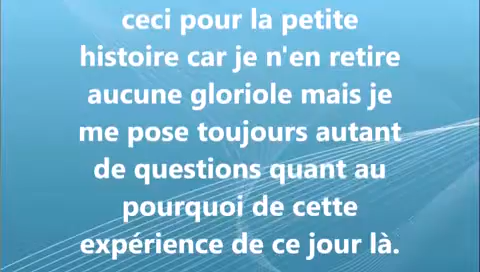 ceci pour la petite
histoire car je n'en retire
aucune gloriole mais je
me pose toujours autant
de questions quant au
pourquoi de cette
expérience de ce jour là.